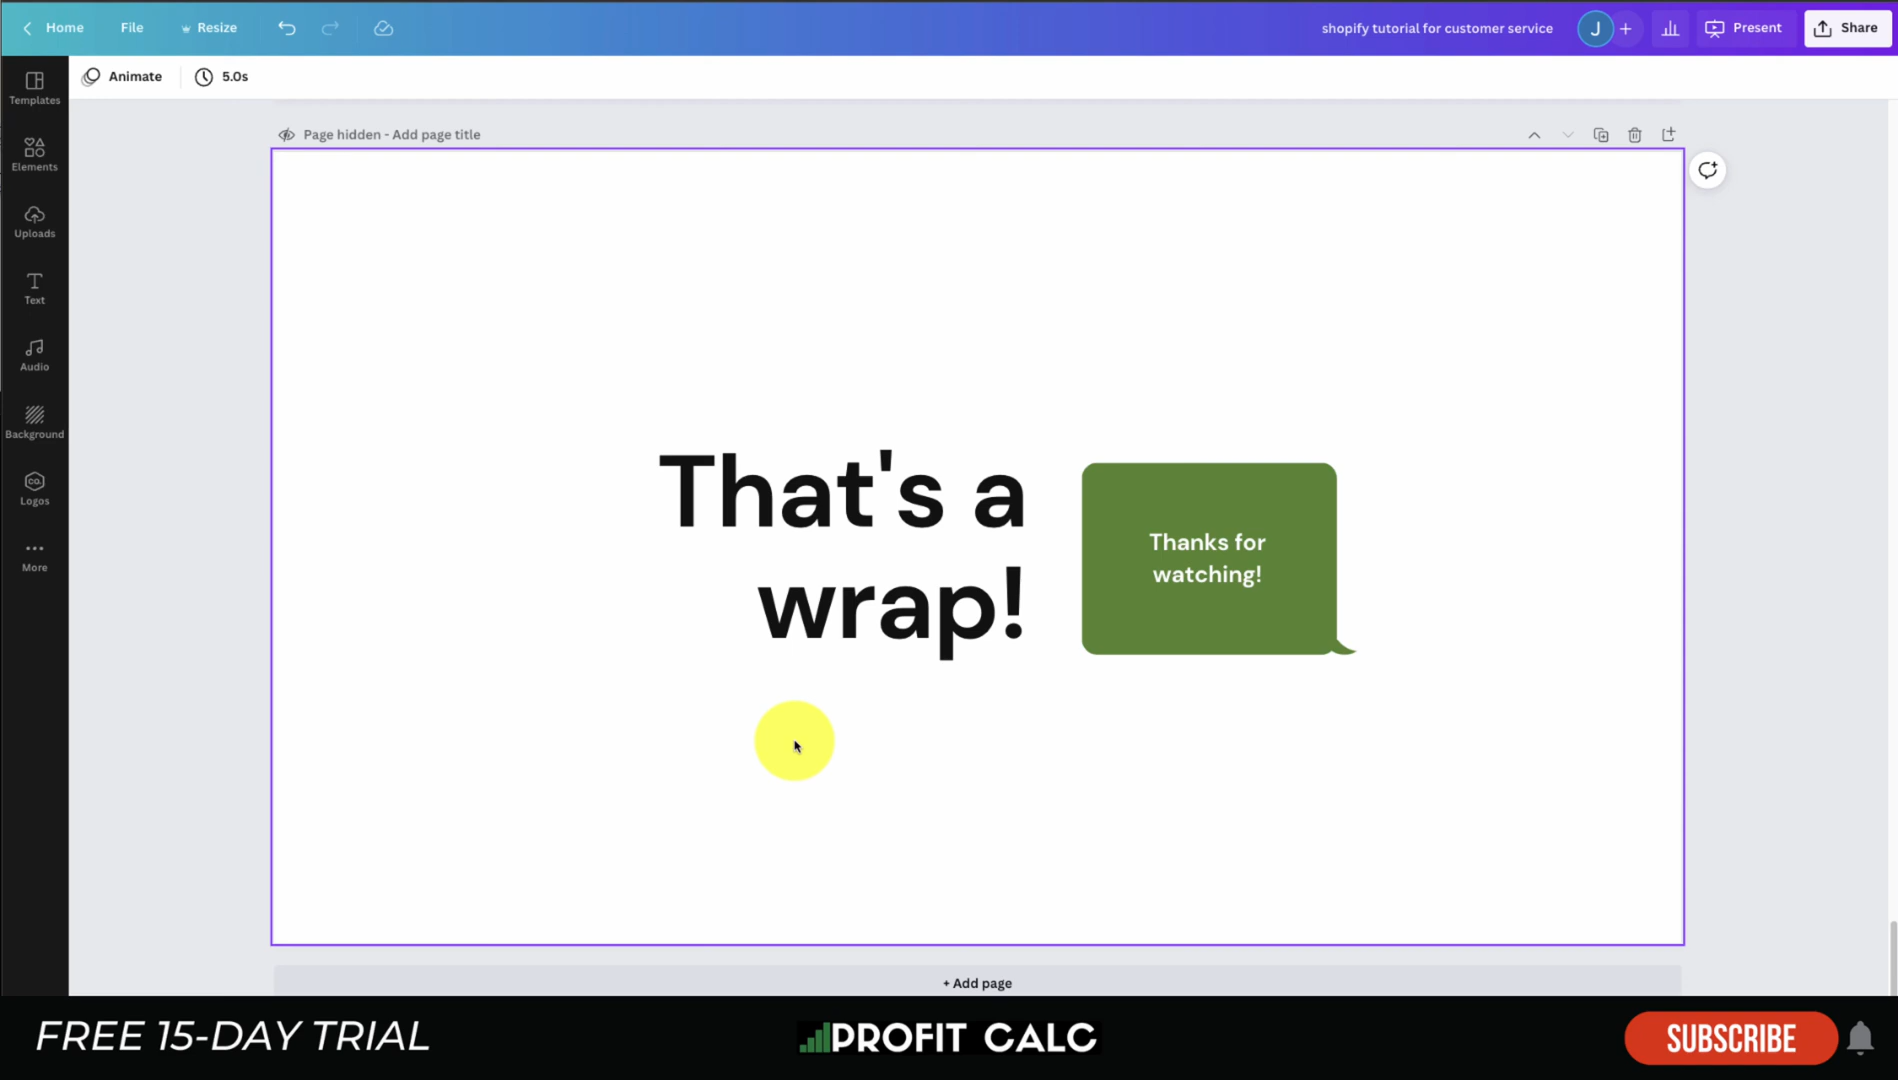 Home File Resize shopify tutorial for customer service J + Present Share
Animate 5.0s
Templates
Elements
Uploads
Text
Audio
Background
CO.
Logos
More
Page hidden - Add page title
That's a
wrap!
Thanks for
watching!
+ Add page
FREE 15-DAY TRIAL PROFIT CALC SUBSCRIBE